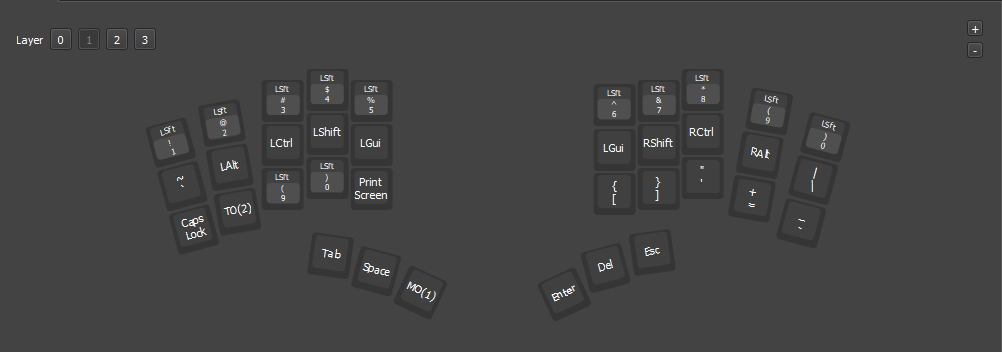 Layer 0 1 2 3
+
-
LSft
!
1
LSft
@
2
LSft
#
3
LSft
$
4
LSft
%
5
LSft
^
6
LSft
&
7
LSft
*
8
LSft
(
9
LSft
)
0
~
`
LAlt
LCtrl
LShift
LGui
LGui
RShift
RCtrl
RAlt
/
|
Caps
Lock
TO(2)
LSft
(
9
LSft
)
0
Print
Screen
{
[
}
]
"
'
+
=
_
-
Tab
Space
MO(1)
Enter
Del
Esc